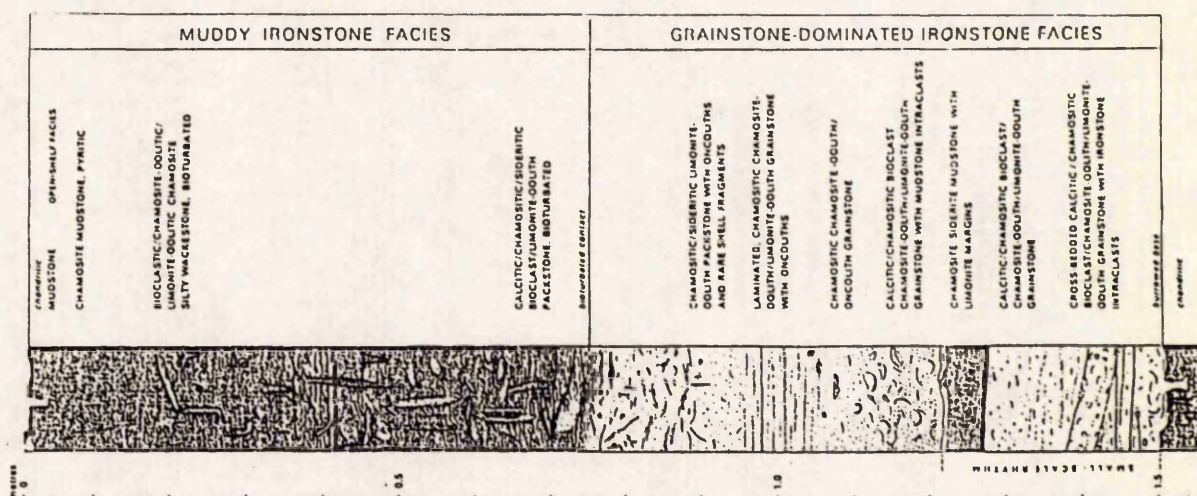 MUDDY IRONSTONE FACIES
GRAINSTONE-DOMINATED IRONSTONE FACIES
chondrite
MUDSTONE OPEN-SHELF FACIES
CHAMOSITE MUDSTONE, PYRITIC
BIOCLASTIC/CHAMOSITE-OOLITIC/
LIMONITE-OOLITIC CHAMOSITE
SILTY WACKESTONE, BIOTURBATED
CALCITIC/CHAMOSITIC/SIDERITIC
BIOCLAST/LIMONITE-OOLITH
PACKSTONE, BIOTURBATED
bioturbated contact
CHAMOSITIC/SIDERITIC LIMONITE-
OOLITH PACKSTONE WITH ONCOLITHS
AND RARE SHELL FRAGMENTS
LAMINATED, CHAMOSITIC CHAMOSITE-
OOLITH/LIMONITE-OOLITH GRAINSTONE
WITH ONCOLITHS
CHAMOSITIC CHAMOSITE-OOLITH/
ONCOLITH GRAINSTONE
CALCITIC/CHAMOSITIC BIOCLAST
CHAMOSITE-OOLITH/LIMONITE-OOLITH
GRAINSTONE WITH MUDSTONE INTRACLASTS
CHAMOSITE SIDERITE MUDSTONE WITH
LIMONITE MARGINS
CALCITIC/CHAMOSITIC BIOCLAST/
CHAMOSITE-OOLITH/LIMONITE-OOLITH
GRAINSTONE
CROSS BEDDED CALCITIC/CHAMOSITIC
BIOCLAST/CHAMOSITE-OOLITH/LIMONITE-
OOLITH GRAINSTONE WITH IRONSTONE
INTRACLASTS
burrowed base
chondrite
SMALL-SCALE RHYTHM
metres
0
0.5
1.0
1.5